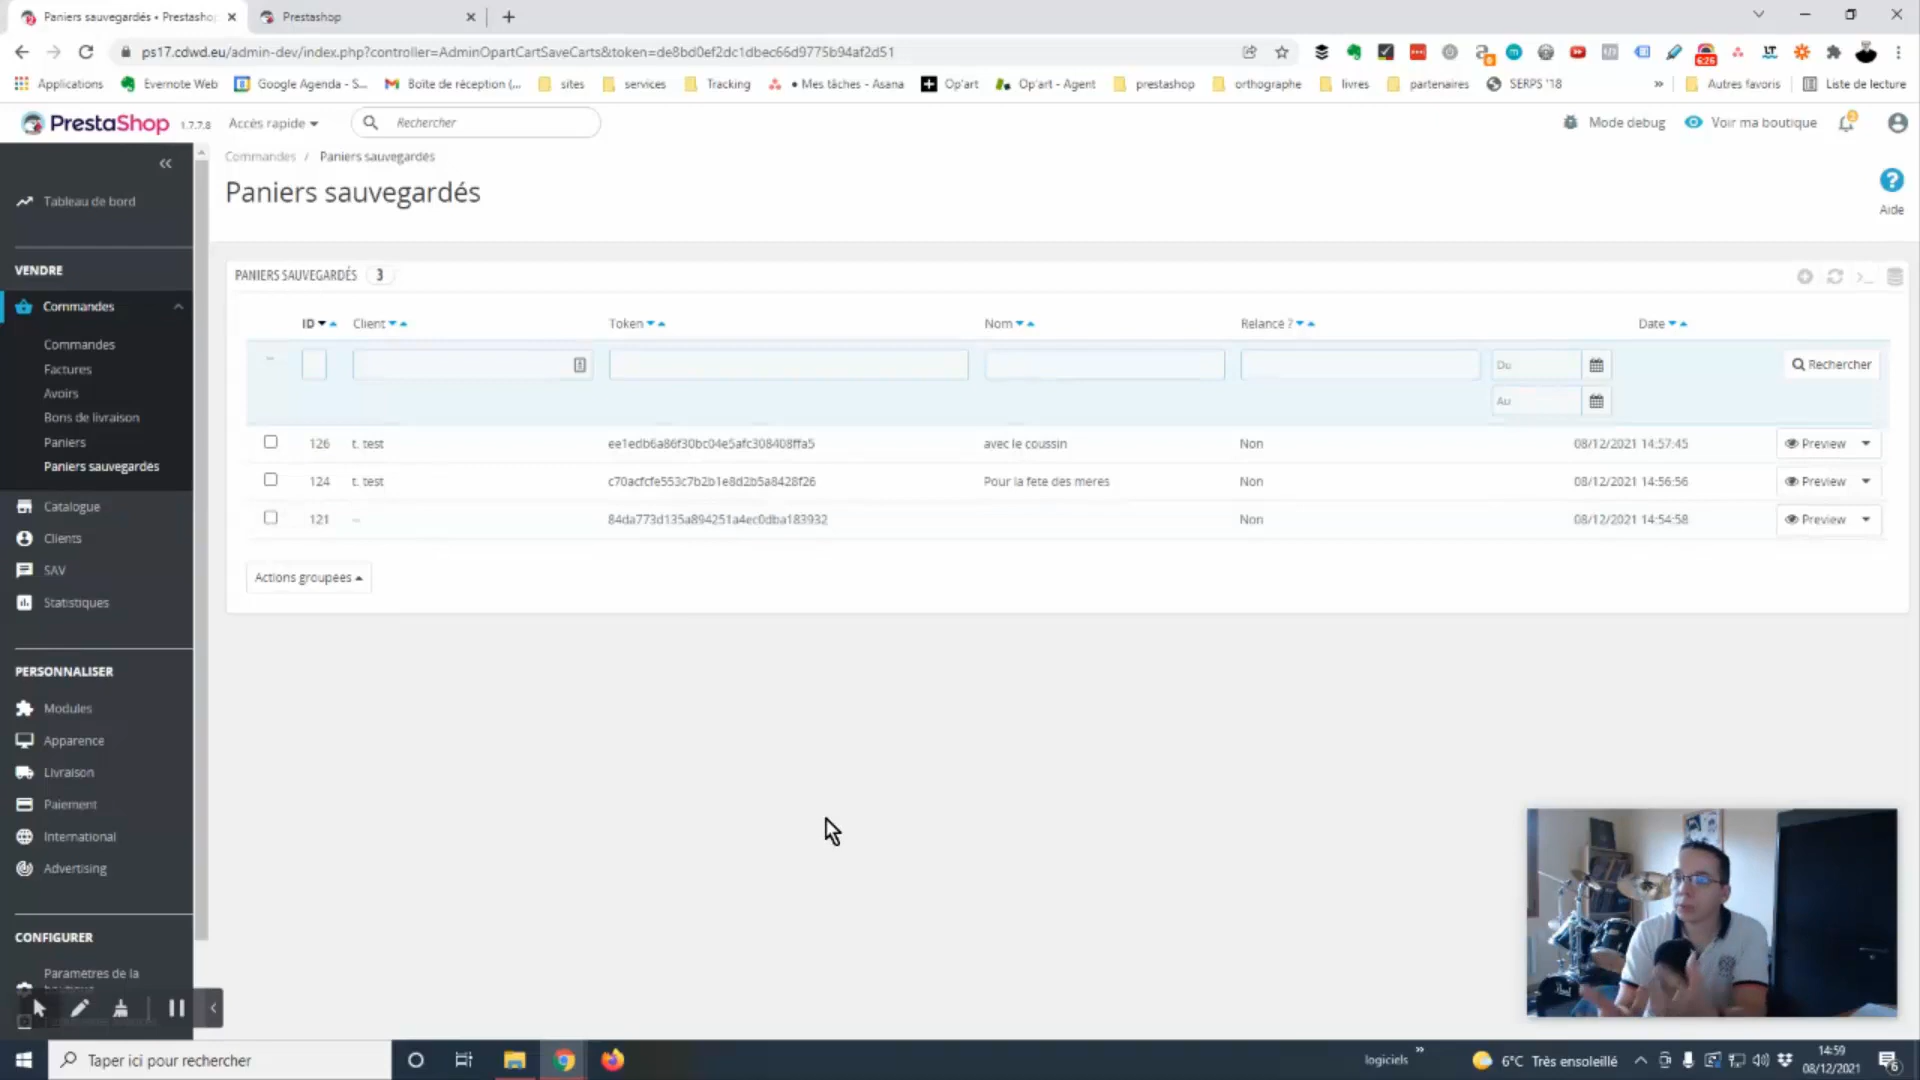 Paniers sauvegardés • Prestasho
Prestashop
ps17.cdwd.eu/admin-dev/index.php?controller=AdminOpartCartSaveCarts&token=de8bd0ef2dc1dbec66d9775b94af2d51
Applications
Evernote Web
Google Agenda - S...
Boîte de réception (...
sites
services
Tracking
• Mes tâches - Asana
Op'art
Op'art - Agent
prestashop
orthographe
livres
partenaires
SERPS '18
»
Autres favoris
Liste de lecture
PrestaShop 1.7.7.8
Accès rapide
Rechercher
Mode debug
Voir ma boutique
Commandes / Paniers sauvegardés
Paniers sauvegardés
Aide
Tableau de bord
VENDRE
Commandes
Commandes
Factures
Avoirs
Bons de livraison
Paniers
Paniers sauvegardés
Catalogue
Clients
SAV
Statistiques
PERSONNALISER
Modules
Apparence
Livraison
Paiement
International
Advertising
CONFIGURER
Paramètres de la
PANIERS SAUVEGARDÉS 3
ID Client Token Nom Relancé ? Date
-- Du Rechercher
Au
126 t. test ee1edb6a86f30bc04e5afc308408ffa5 avec le coussin Non 08/12/2021 14:57:45 Preview
124 t. test c70acfcfe553c7b2b1e8d2b5a8428f26 Pour la fete des meres Non 08/12/2021 14:56:56 Preview
121 -- 84da773d135a894251a4ec0dba183932 Non 08/12/2021 14:54:58 Preview
Actions groupées
Taper ici pour rechercher
logiciels
»
6°C Très ensoleillé
14:59
08/12/2021
6